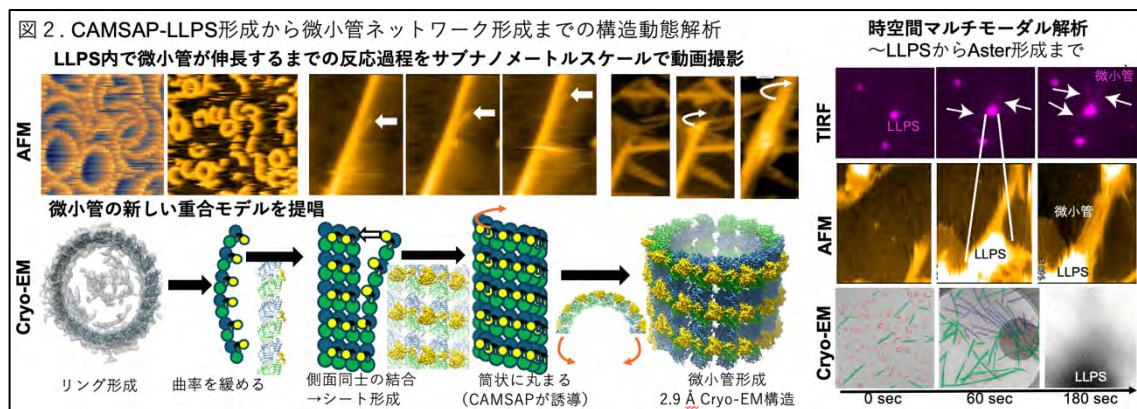 図２. CAMSAP-LLPS形成から微小管ネットワーク形成までの構造動態解析
LLPS内で微小管が伸長するまでの反応過程をサブナノメートルスケールで動画撮影
AFM
微小管の新しい重合モデルを提唱
Cryo-EM
リング形成
曲率を緩める
側面同士の結合
→シート形成
筒状に丸まる
(CAMSAPが誘導)
微小管形成
2.9 Å Cryo-EM構造
時空間マルチモーダル解析
～LLPSからAster形成まで
TIRF
LLPS
微小管
AFM
LLPS
微小管
LLPS
Cryo-EM
LLPS
0 sec
60 sec
180 sec